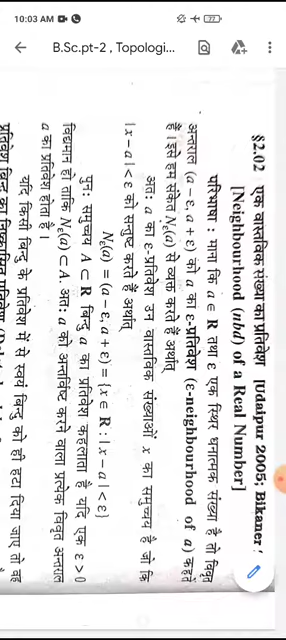 10:03 AM
77
B.Sc.pt-2 , Topologi...
§2.02 एक वास्तविक संख्या का प्रतिवेश [Udaipur 2005; Bikaner
[Neighbourhood (nbd) of a Real Number]
परिभाषा : माना कि a ∈ R तथा ε एक स्थिर धनात्मक संख्या है तो विवृत
अन्तराल (a – ε, a + ε) को a का ε-प्रतिवेश (ε-neighbourhood of a) कहते
हैं। इसे हम संकेत Nε(a) से व्यक्त करते हैं अर्थात्
अतः a का ε-प्रतिवेश उन वास्तविक संख्याओं x का समुच्चय है जो कि
|x – a| < ε को सन्तुष्ट करते हैं अर्थात्
Nε(a) = (a – ε, a + ε) = {x ∈ R : |x – a| < ε}
पुनः समुच्चय A ⊂ R बिन्दु a का प्रतिवेश कहलाता है यदि एक ε > 0
विद्यमान हो ताकि Nε(a) ⊂ A. अतः a को अन्तर्विष्ट करने वाला प्रत्येक विवृत अन्तराल
a का प्रतिवेश होता है।
यदि किसी बिन्दु के प्रतिवेश में से स्वयं बिन्दु को ही हटा दिया जाए तो वह